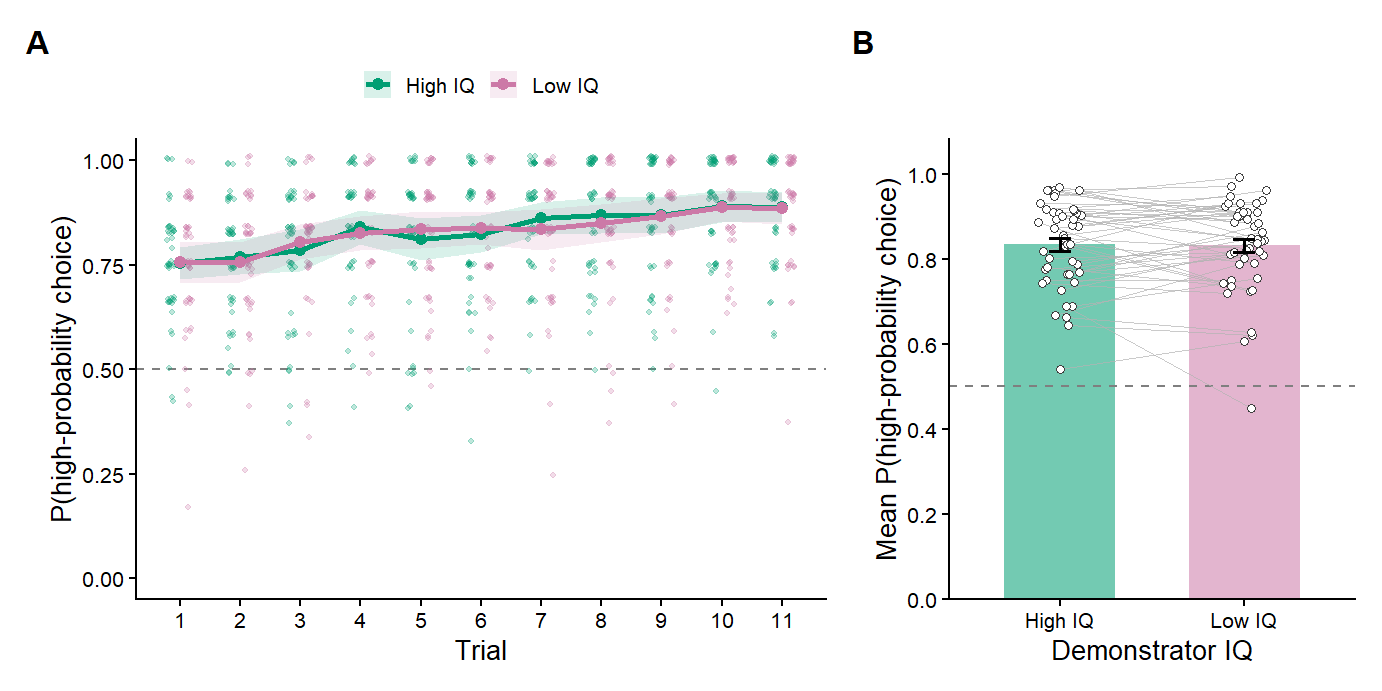 A
High IQ
Low IQ
P(high-probability choice)
1.00
0.75
0.50
0.25
0.00
1 2 3 4 5 6 7 8 9 10 11
Trial
B
Mean P(high-probability choice)
1.0
0.8
0.6
0.4
0.2
0.0
High IQ
Low IQ
Demonstrator IQ